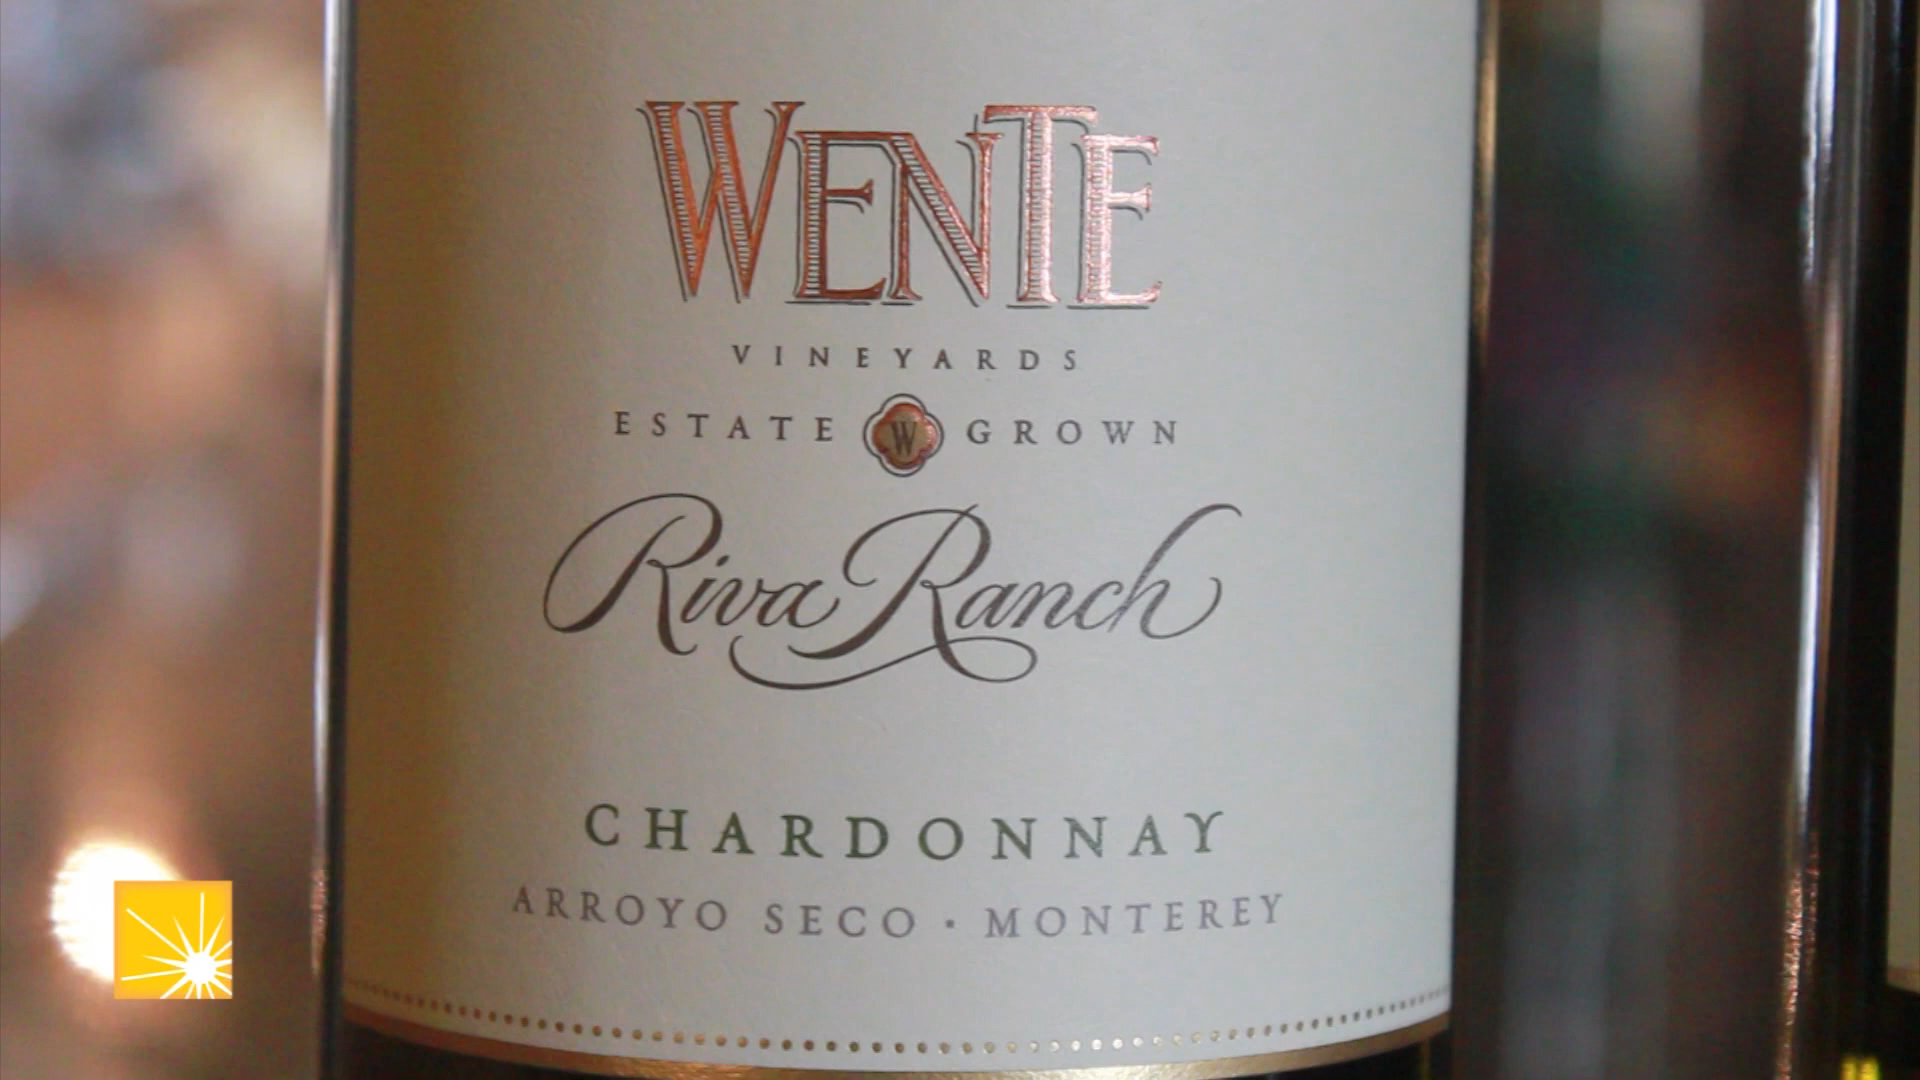 WENTE
VINEYARDS
ESTATE W GROWN
Riva Ranch
CHARDONNAY
ARROYO SECO · MONTEREY